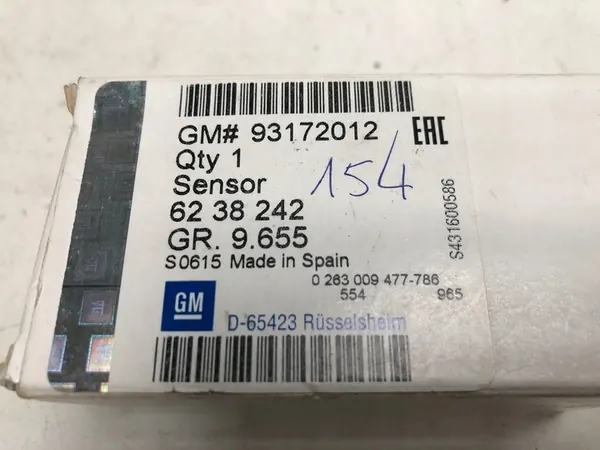 GM# 93172012
EAC
Qty 1
154
Sensor
62 38 242
GR. 9.655
S0615 Made in Spain
S431600586
0 263 009 477-786
554 965
GM
D-65423 Rüsselsheim